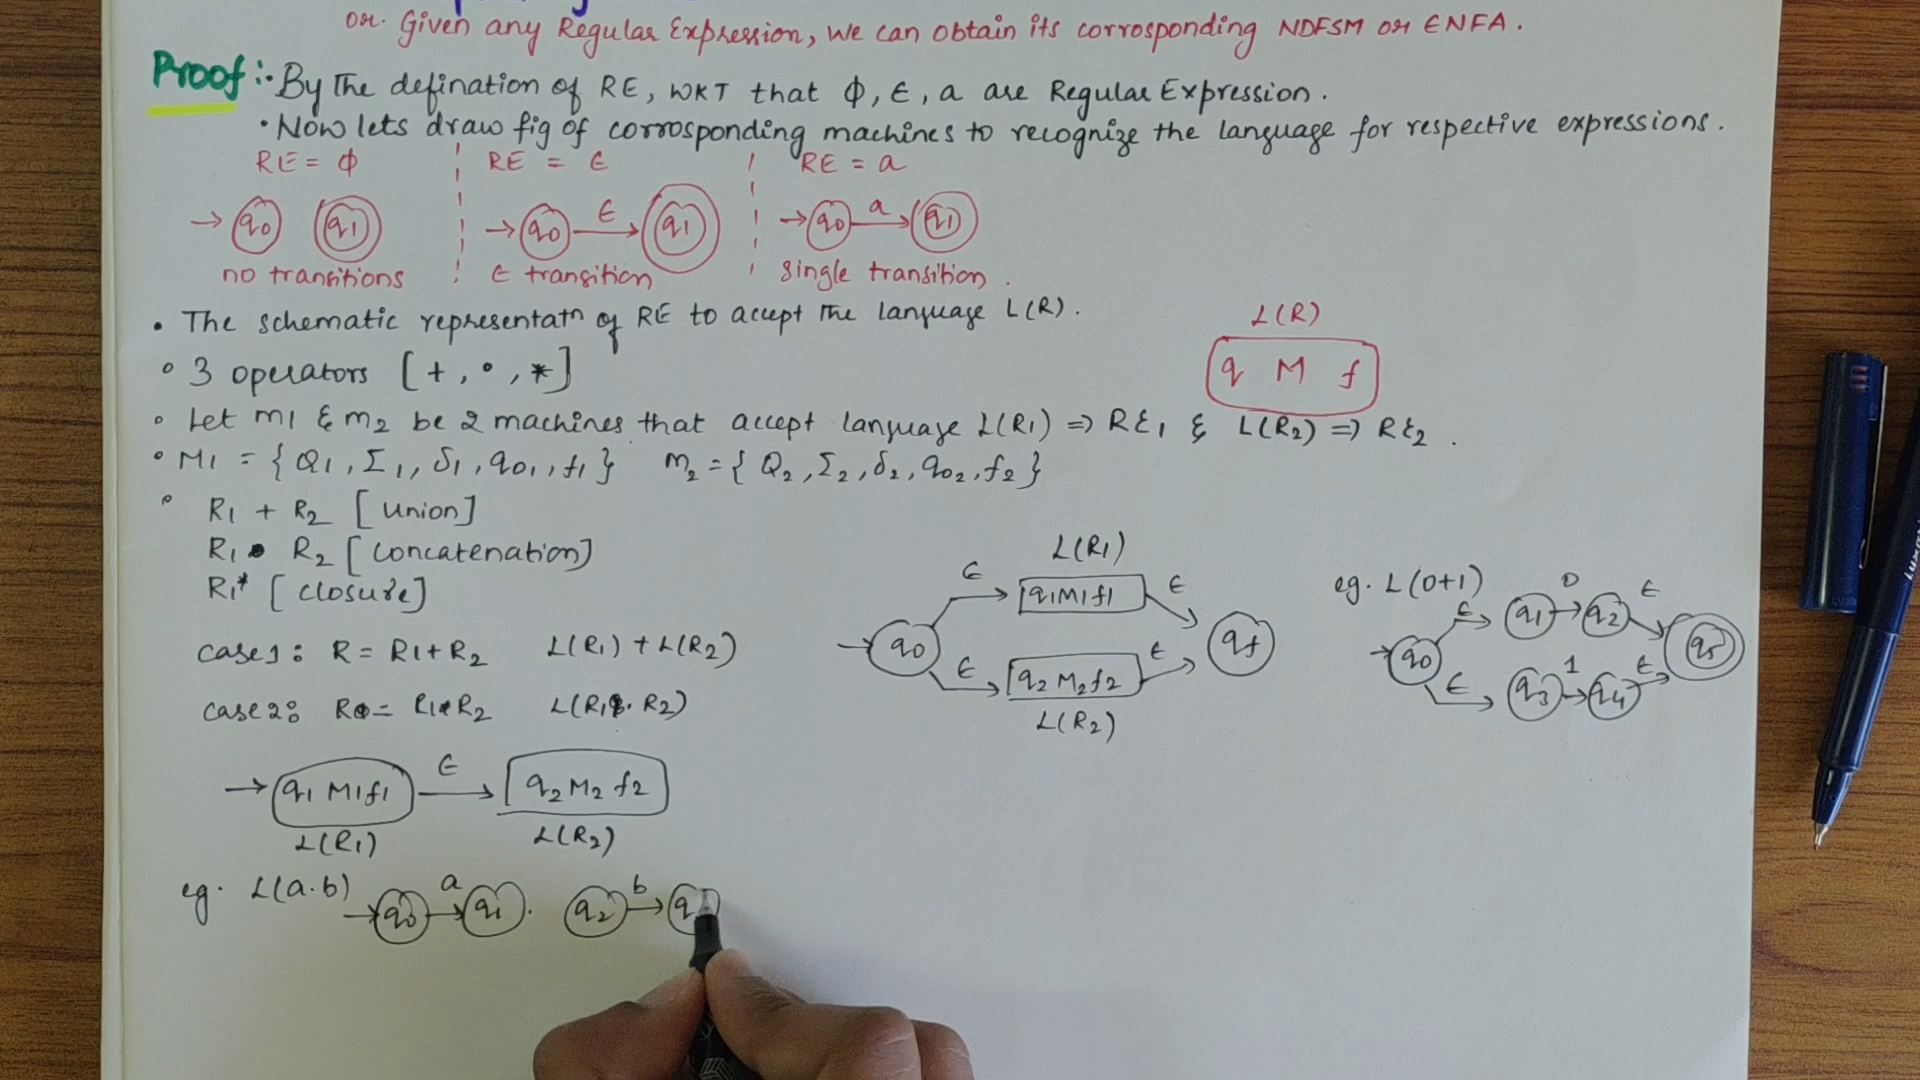 or. Given any Regular Expression, we can obtain its corrosponding NDFSM or ∈NFA.
Proof:- • By The defination of RE, WKT that ɸ, ∈, a are Regular Expression.
• Now lets draw fig of corrosponding machines to recognize the language for respective expressions.
RE = ɸ RE = ∈ RE = a
q0 q1 q0 ∈ q1 q0 a q1
no transitions ∈ transition single transition.
• The schematic representatn of RE to accept the language L(R).
L(R)
q M f
• 3 operators [+, •, *]
• Let m1 & m2 be 2 machines that accept language L(R1) => RE1 & L(R2) => RE2.
• M1 = {Q1, Σ1, δ1, q01, f1} m2 = {Q2, Σ2, δ2, q02, f2}
• R1 + R2 [union]
R1 • R2 [concatenation]
R1* [closure]
case1: R = R1+R2 L(R1) + L(R2)
case2: R = R1•R2 L(R1. R2)
L(R1)
∈ q1M1f1 ∈
q0 qf
∈ q2 M2 f2 ∈
L(R2)
eg. L(0+1)
∈ q1 0 q2 ∈
q0 q5
∈ q3 1 q4 ∈
→ q1 M1f1 ∈ → q2 M2 f2
L(R1) L(R2)
eg. L(a.b) → q0 a → q1. q2 b → q